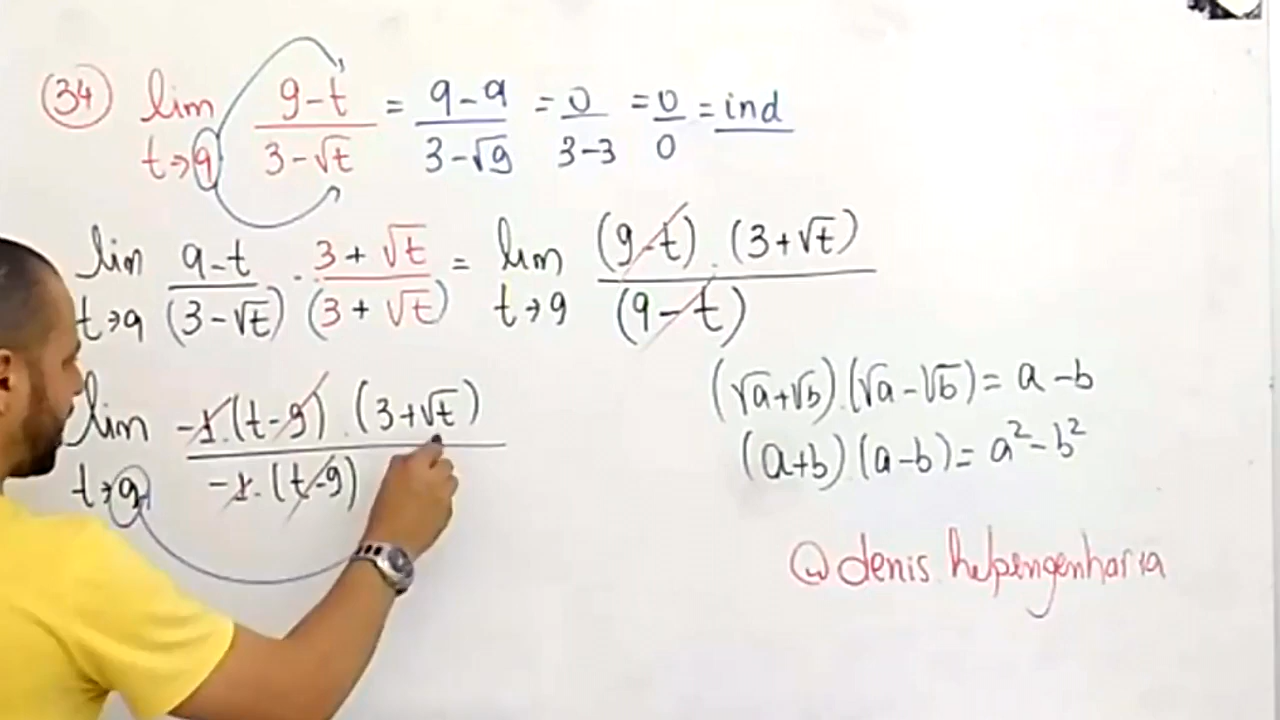 34 lim t→9 9-t / 3-√t = 9-9 / 3-√9 = 0 / 3-3 = 0 / 0 = ind
lim t→9 9-t / (3-√t) · 3+√t / (3+√t) = lim t→9 (9-t).(3+√t) / (9-t)
lim t→9 -1.(t-9).(3+√t) / -1.(t-9)
(√a+√b).(√a-√b)=a-b
(a+b)(a-b)=a²-b²
@denis.helpengenharia